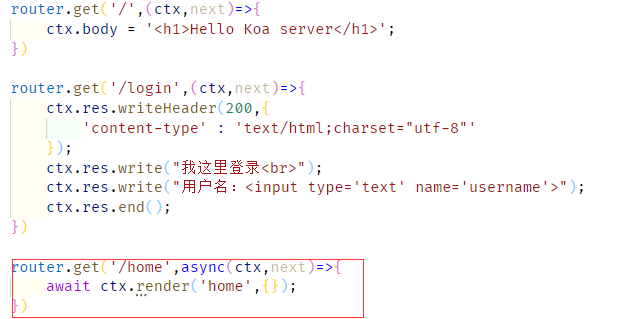 router.get('/',(ctx,next)=>{
    ctx.body = '<h1>Hello Koa server</h1>';
})
router.get('/login',(ctx,next)=>{
    ctx.res.writeHeader(200,{
        'content-type' : 'text/html;charset="utf-8"'
    });
    ctx.res.write("我这里登录<br>");
    ctx.res.write("用户名：<input type='text' name='username'>");
    ctx.res.end();
})
router.get('/home',async(ctx,next)=>{
    await ctx.render('home',{});
})